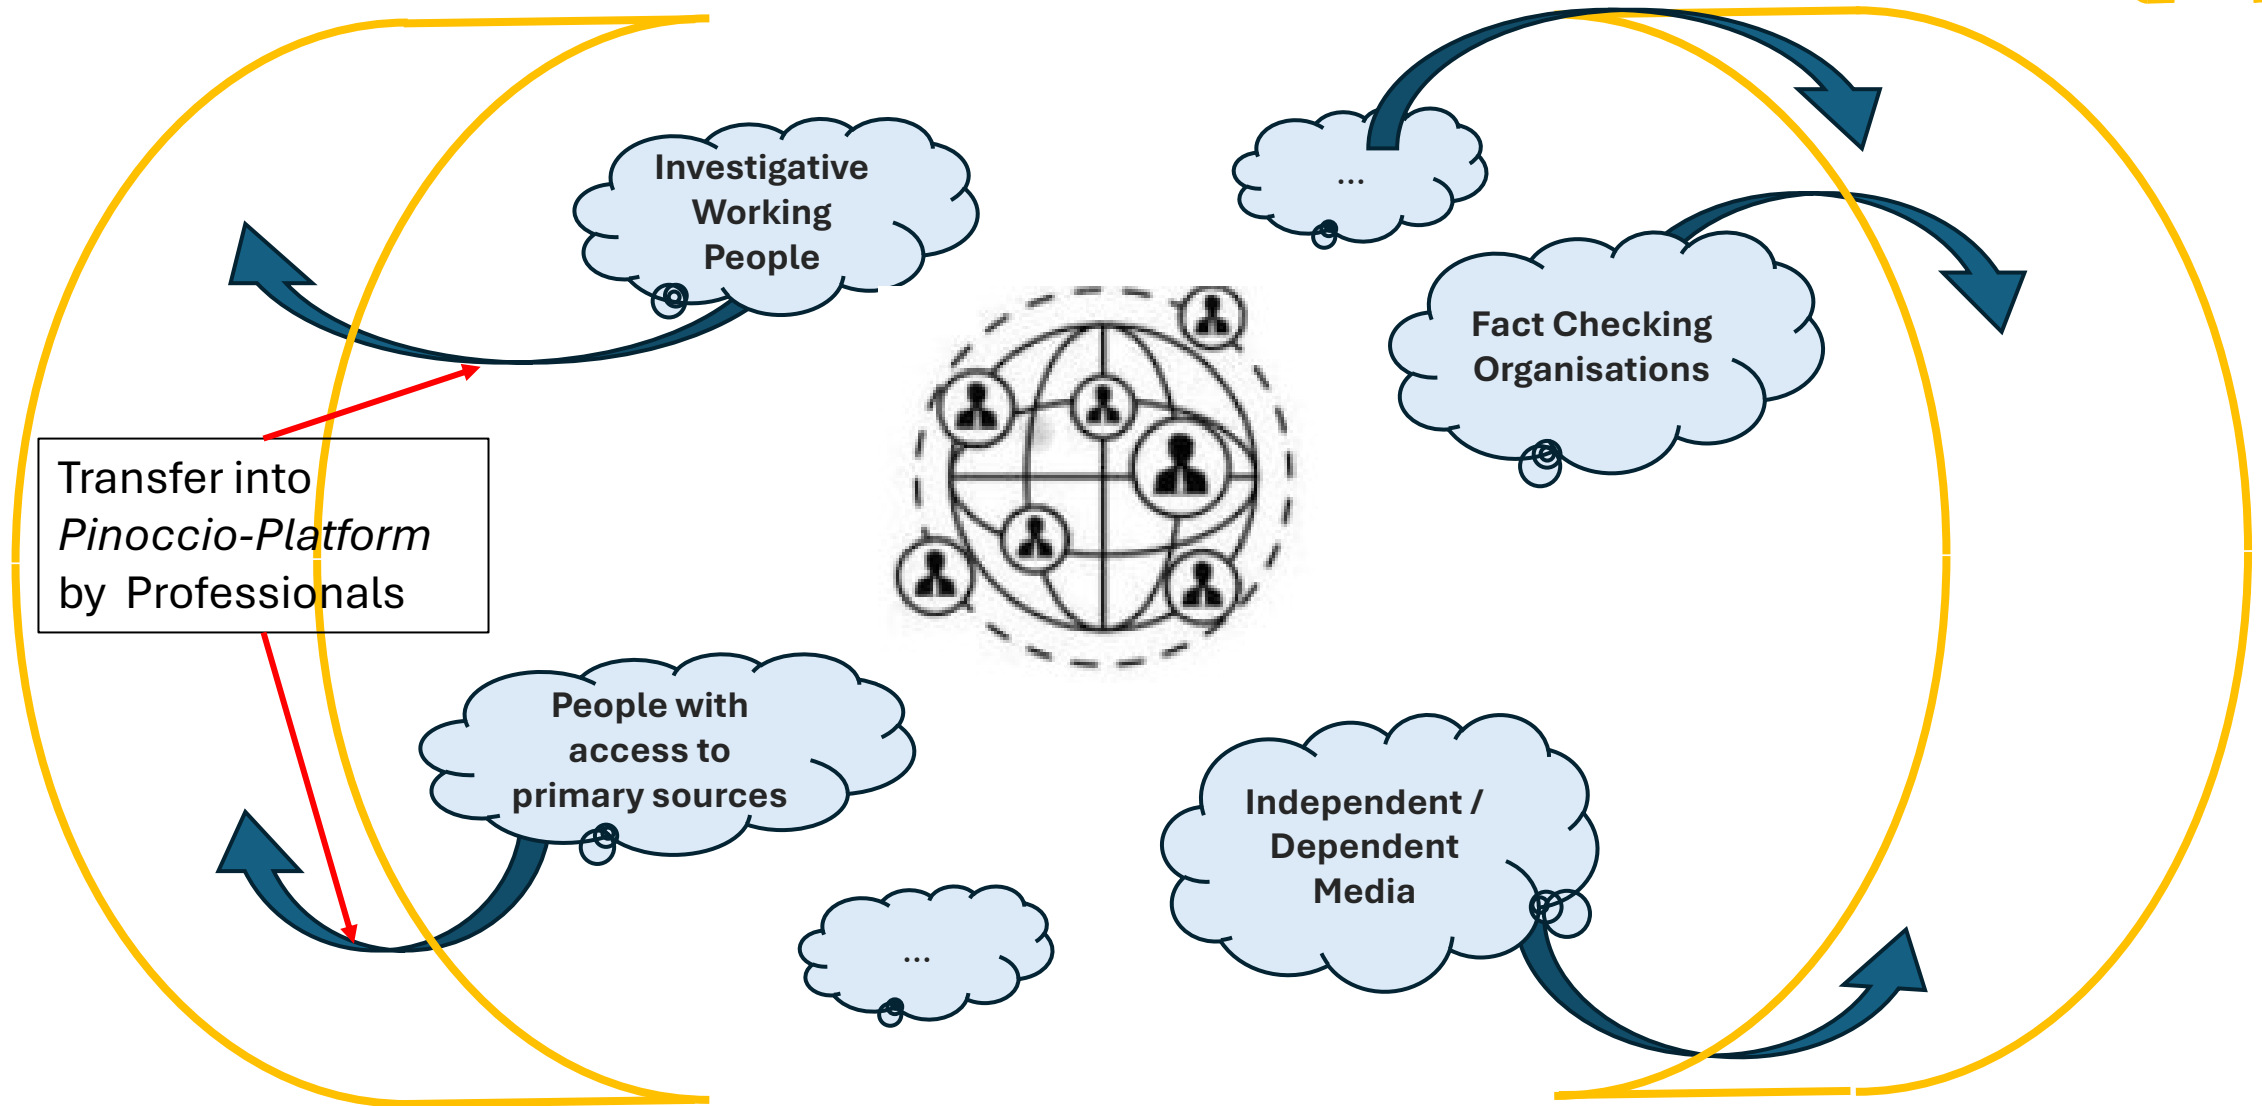 Investigative
Working
People
...
Fact Checking
Organisations
Transfer into
Pinoccio-Platform
by  Professionals
People with
access to
primary sources
Independent /
Dependent
Media
...